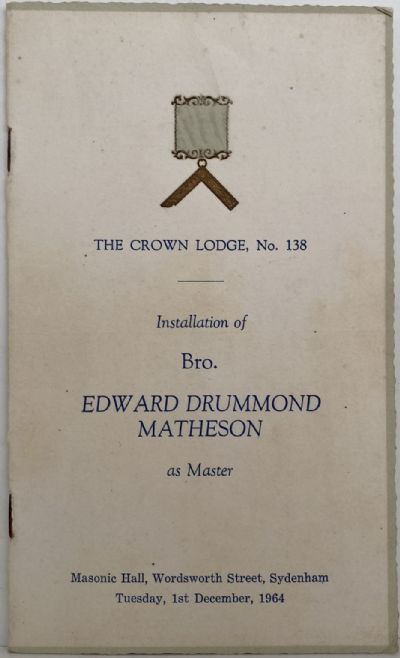 THE CROWN LODGE, No. 138
Installation of
Bro.
EDWARD DRUMMOND
MATHESON
as Master
Masonic Hall, Wordsworth Street, Sydenham
Tuesday, 1st December, 1964